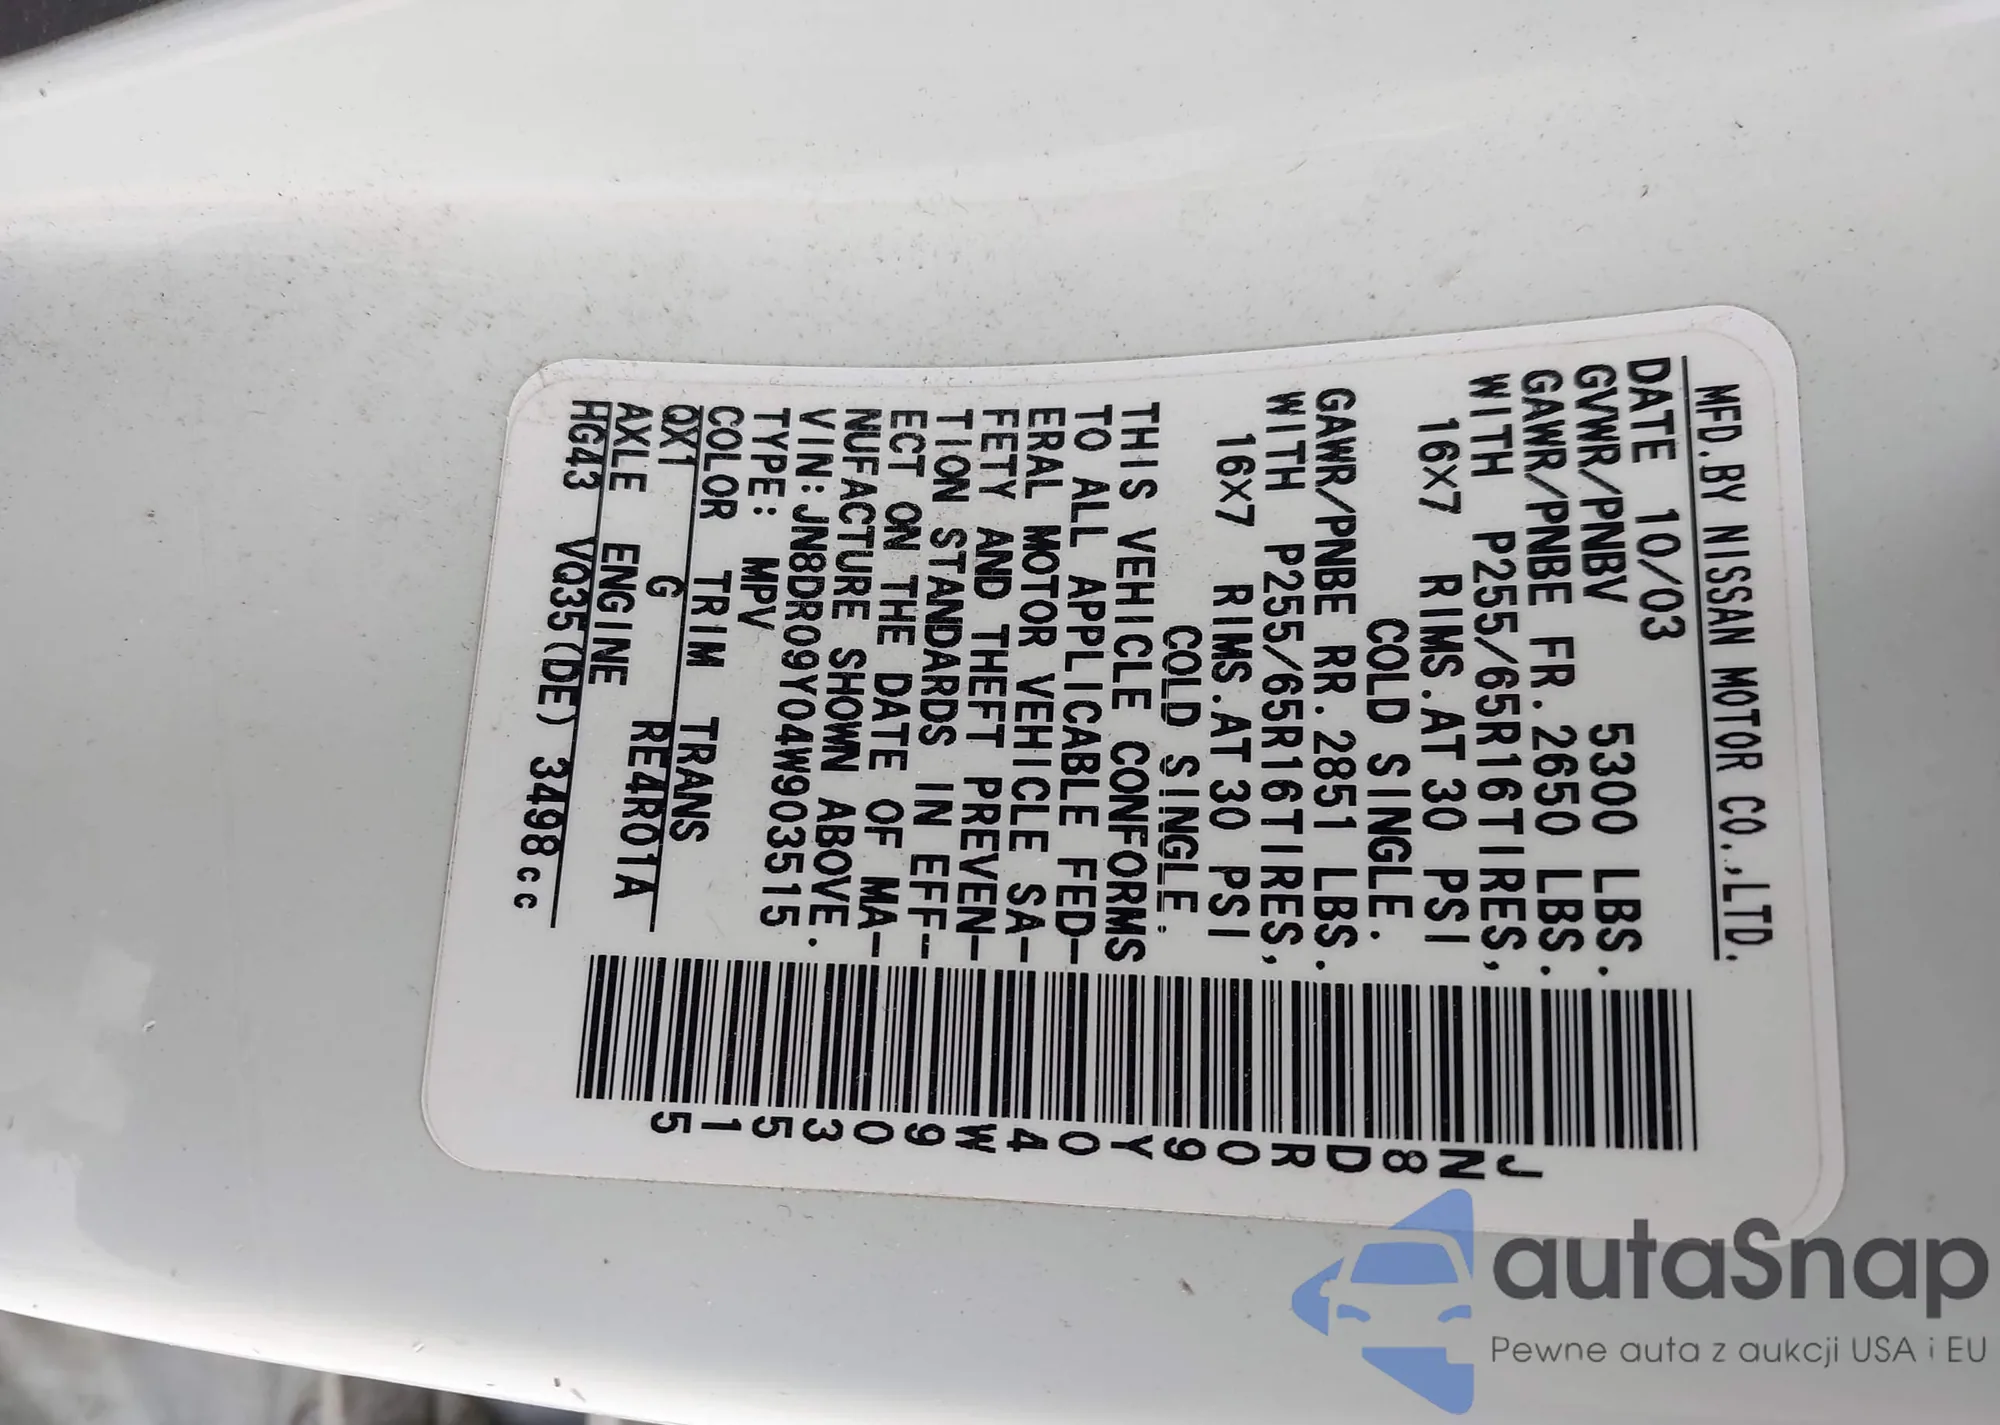 MFD.BY NISSAN MOTOR CO.,LTD.
DATE 10/03
GVWR/PNBV 5300 LBS.
GAWR/PNBE FR.2650 LBS.
WITH P255/65R16TIRES,
16X7 RIMS.AT 30 PSI
COLD SINGLE.
GAWR/PNBE RR.2851 LBS.
WITH P255/65R16TIRES,
16X7 RIMS.AT 30 PSI
COLD SINGLE.
THIS VEHICLE CONFORMS
TO ALL APPLICABLE FED-
ERAL MOTOR VEHICLE SA-
FETY AND THEFT PREVEN-
TION STANDARDS IN EFF-
ECT ON THE DATE OF MA-
NUFACTURE SHOWN ABOVE.
VIN:JN8DR09Y04W903515
TYPE: MPV
COLOR TRIM TRANS
QX1 G RE4R01A
AXLE ENGINE
HG43 VQ35(DE) 3498cc
JN8DR09Y04W903515
autaSnap
Pewne auta z aukcji USA i EU